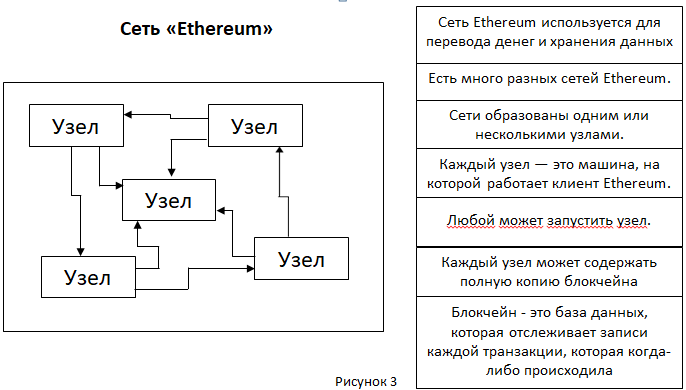 Сеть «Ethereum»
Узел
Узел
Узел
Узел
Узел
Рисунок 3
Сеть Ethereum используется для
перевода денег и хранения данных
Есть много разных сетей Ethereum.
Сети образованы одним или
несколькими узлами.
Каждый узел — это машина, на
которой работает клиент Ethereum.
Любой может запустить узел.
Каждый узел может содержать
полную копию блокчейна
Блокчейн - это база данных,
которая отслеживает записи
каждой транзакции, которая когда-
либо происходила